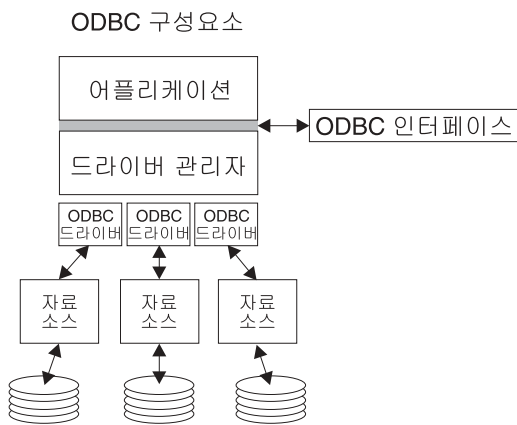 ODBC 구성요소
어플리케이션
ODBC 인터페이스
드라이버 관리자
ODBC
드라이버
ODBC
드라이버
ODBC
드라이버
자료
소스
자료
소스
자료
소스